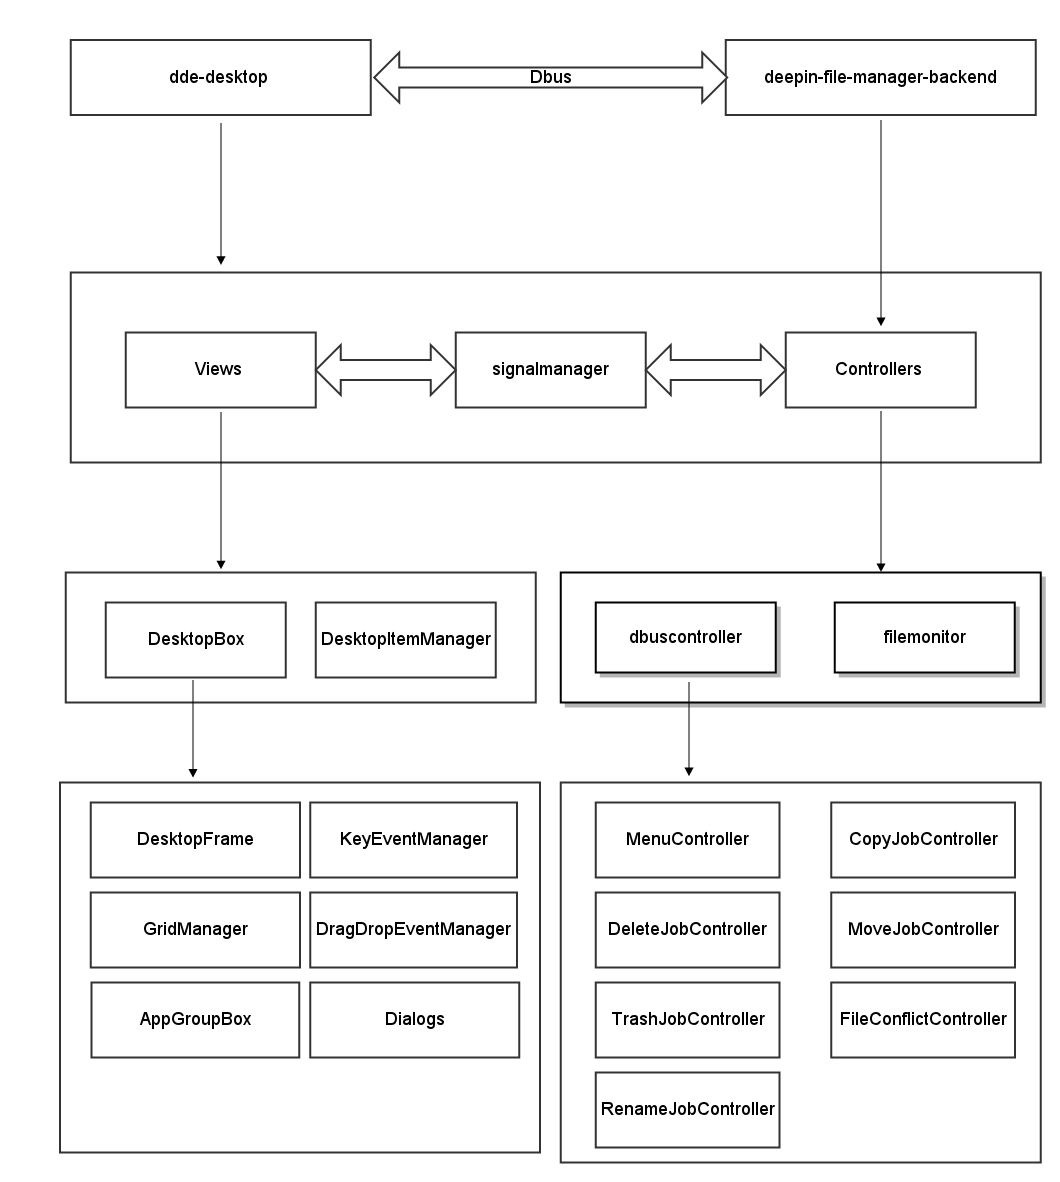 dde-desktop
Dbus
deepin-file-manager-backend
Views
signalmanager
Controllers
DesktopBox
DesktopItemManager
dbuscontroller
filemonitor
DesktopFrame
KeyEventManager
GridManager
DragDropEventManager
AppGroupBox
Dialogs
MenuController
CopyJobController
DeleteJobController
MoveJobController
TrashJobController
FileConflictController
RenameJobController